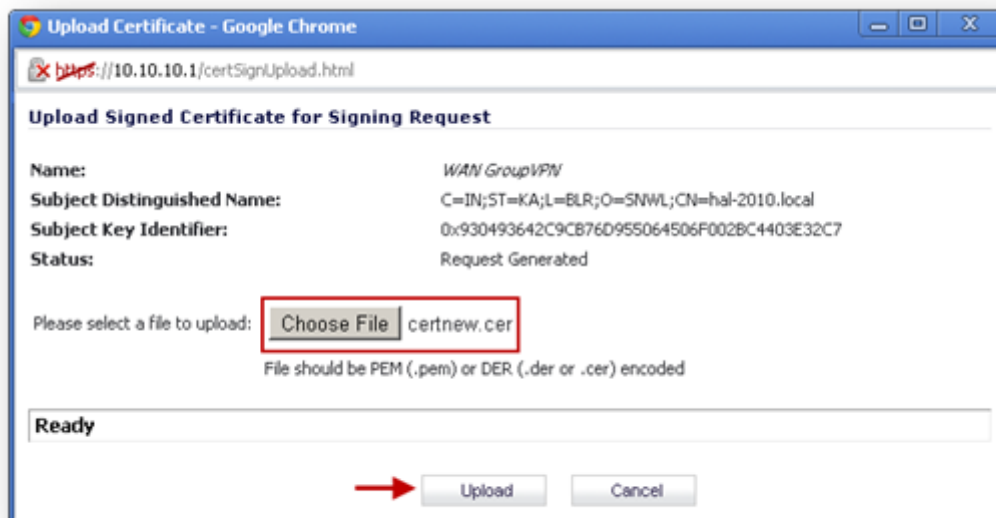 Upload Certificate - Google Chrome
https://10.10.10.1/certSignUpload.html
Upload Signed Certificate for Signing Request
Name: WAN GroupVPN
Subject Distinguished Name: C=IN;ST=KA;L=BLR;O=SNWL;CN=hal-2010.local
Subject Key Identifier: 0x930493642C9CB76D955064506F002BC4403E32C7
Status: Request Generated
Please select a file to upload: Choose File certnew.cer
File should be PEM (.pem) or DER (.der or .cer) encoded
Ready
Upload Cancel